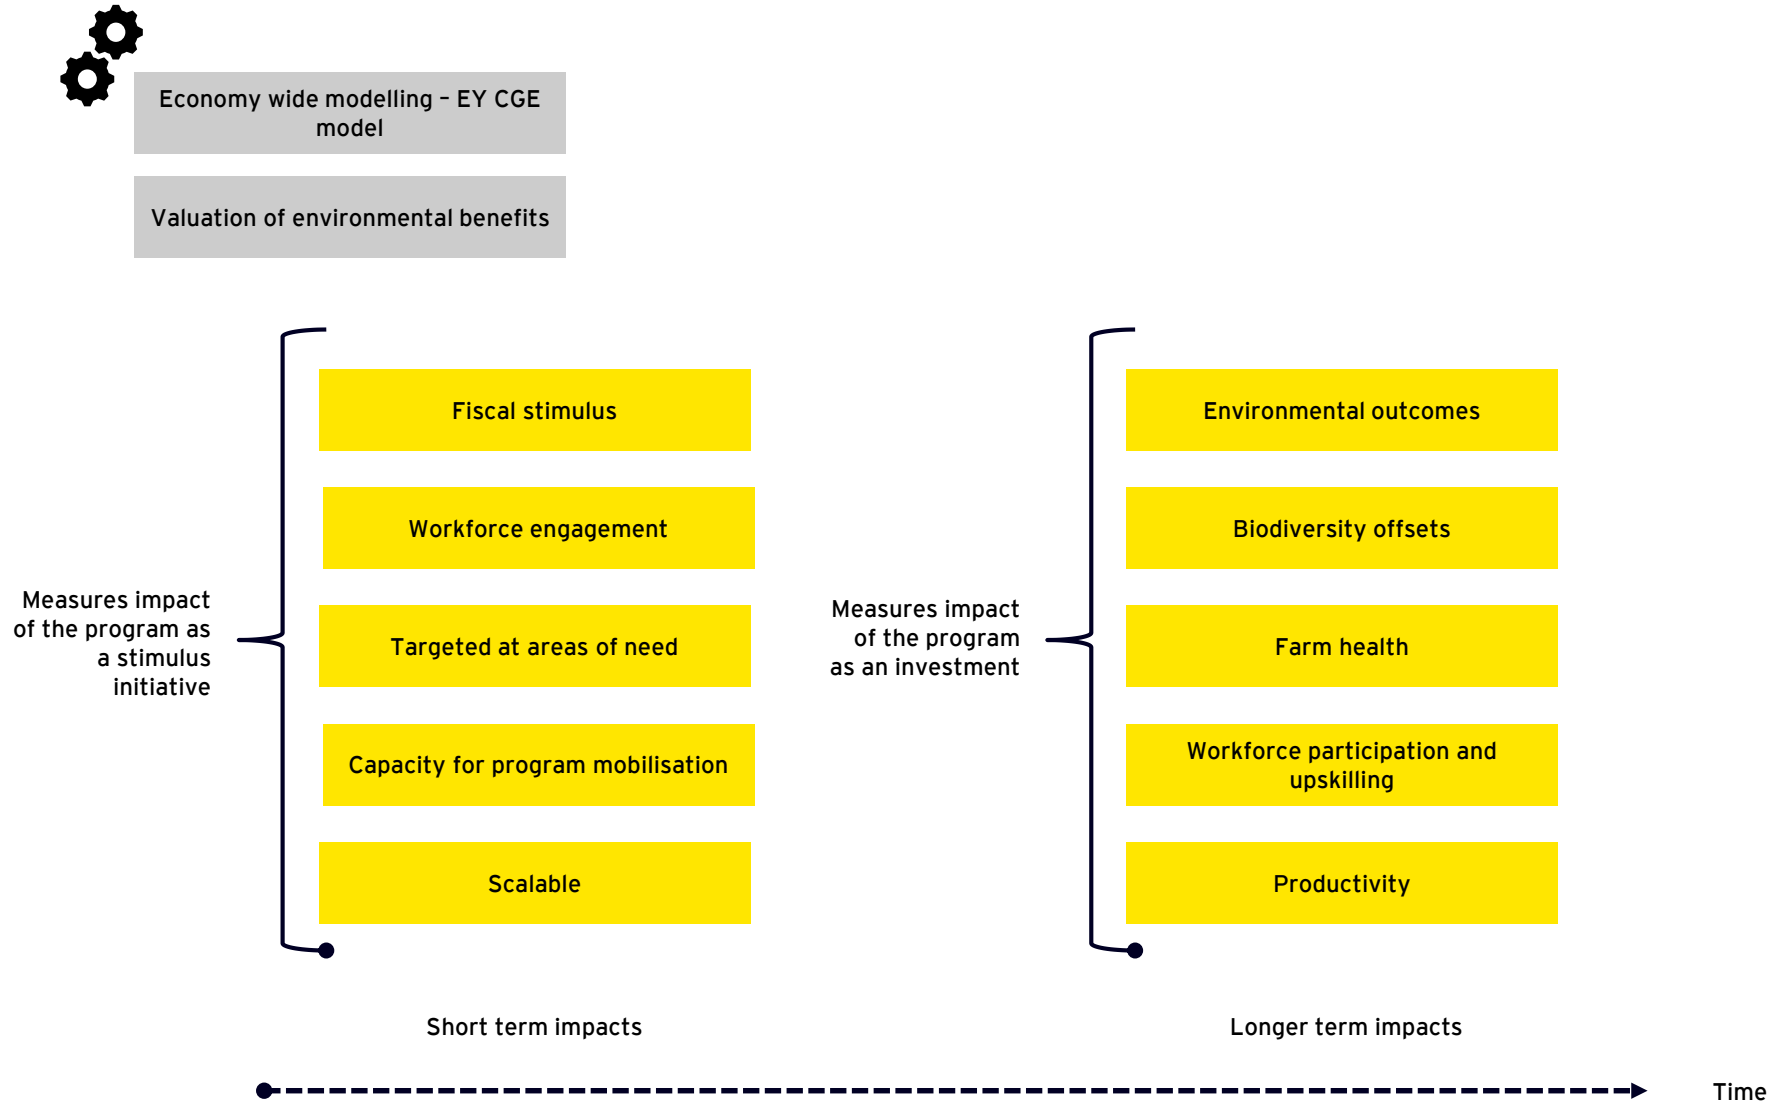 Economy wide modelling – EY CGE
model
Valuation of environmental benefits
Measures impact
of the program as
a stimulus
initiative
Fiscal stimulus
Workforce engagement
Targeted at areas of need
Capacity for program mobilisation
Scalable
Short term impacts
Measures impact
of the program
as an investment
Environmental outcomes
Biodiversity offsets
Farm health
Workforce participation and
upskilling
Productivity
Longer term impacts
Time